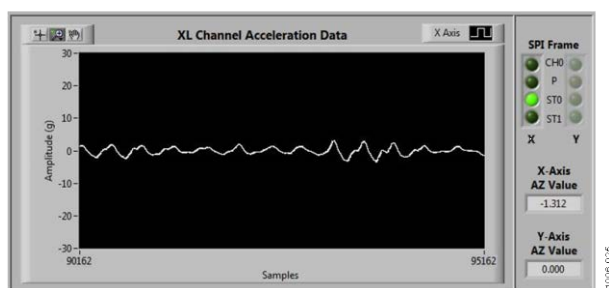 XL Channel Acceleration Data
X Axis
30
20
10
0
-10
-20
-30
Amplitude (g)
90162
95162
Samples
SPI Frame
CH0
P
ST0
ST1
X Y
X-Axis
AZ Value
-1.312
Y-Axis
AZ Value
0.000